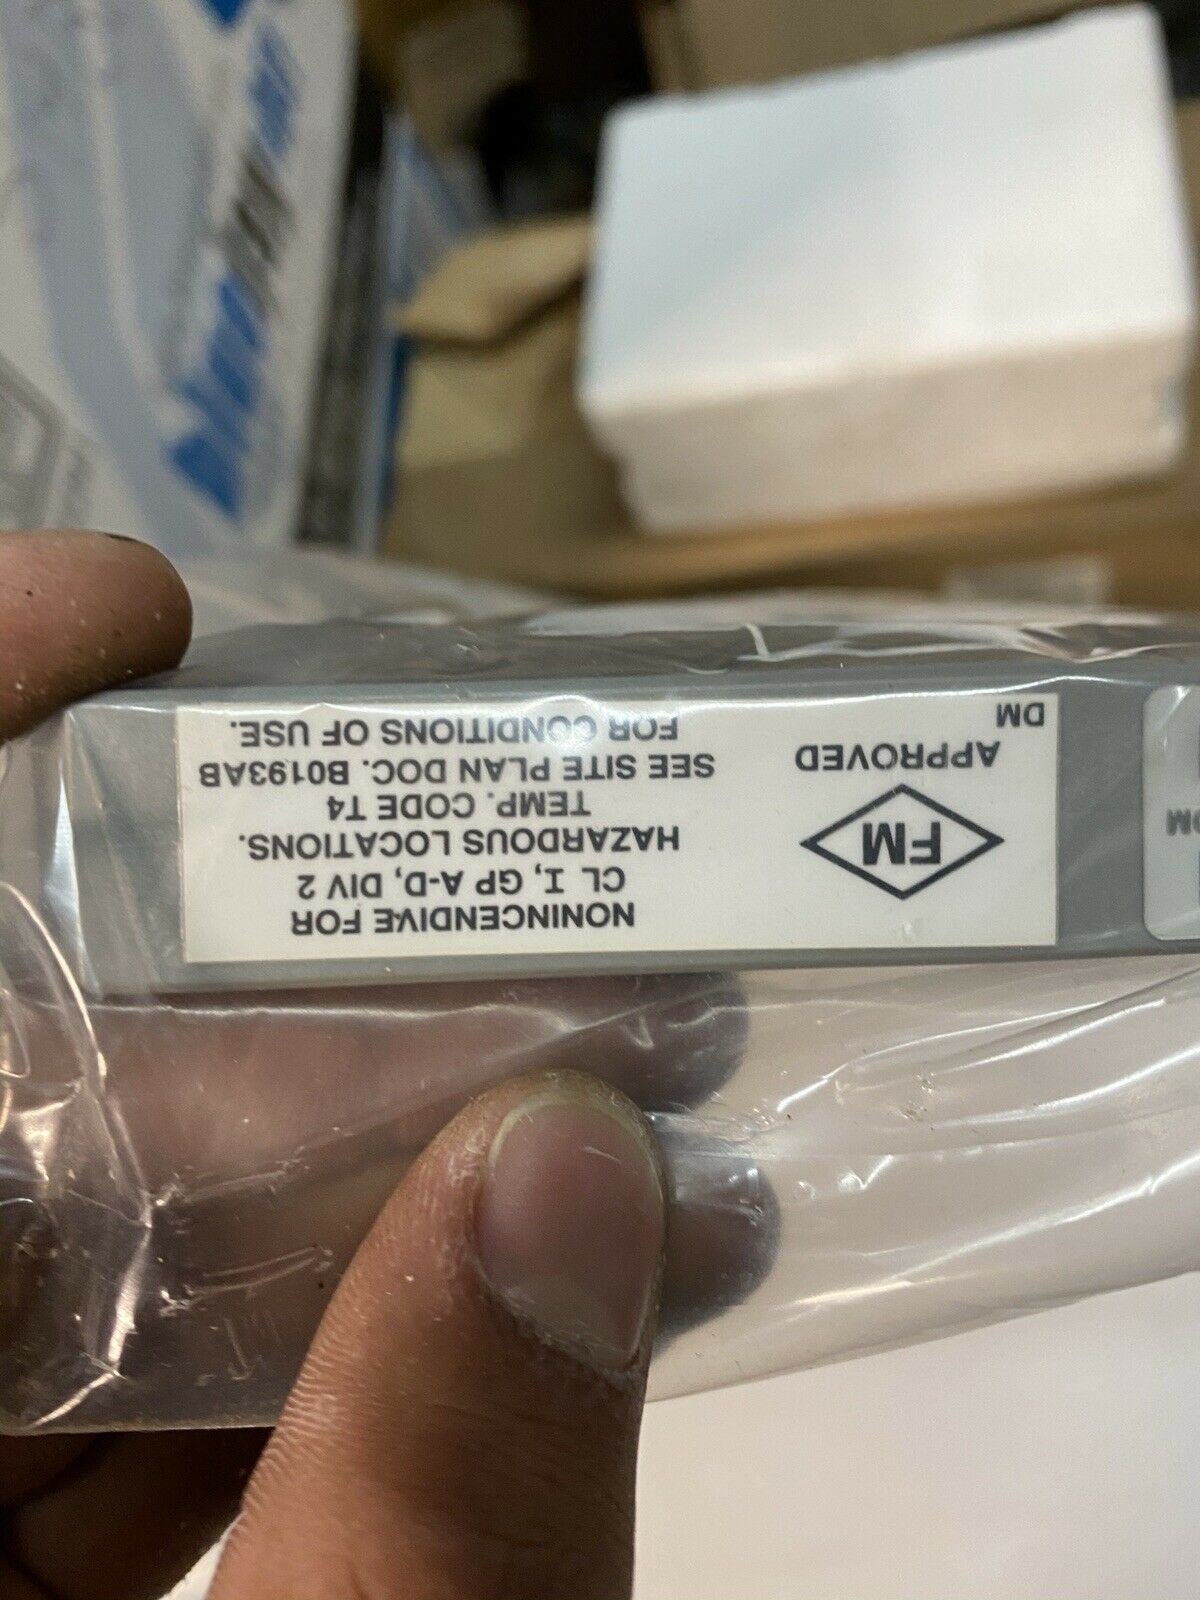 FM
APPROVED
DM
NONINCENDIVE FOR
CL I, GP A-D, DIV 2
HAZARDOUS LOCATIONS.
TEMP. CODE T4
SEE SITE PLAN DOC. B0193AB
FOR CONDITIONS OF USE.